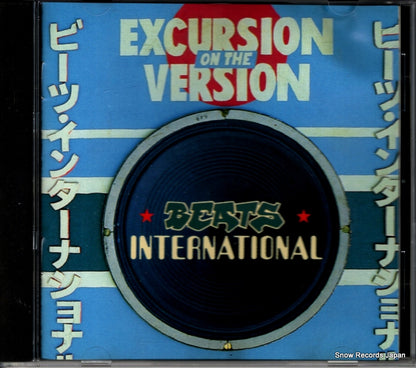 EXCURSION
ON THE
VERSION
ビーツ・インターナショナル
ビーツ・インターナショナル
BEATS
INTERNATIONAL
Snow Records Japan